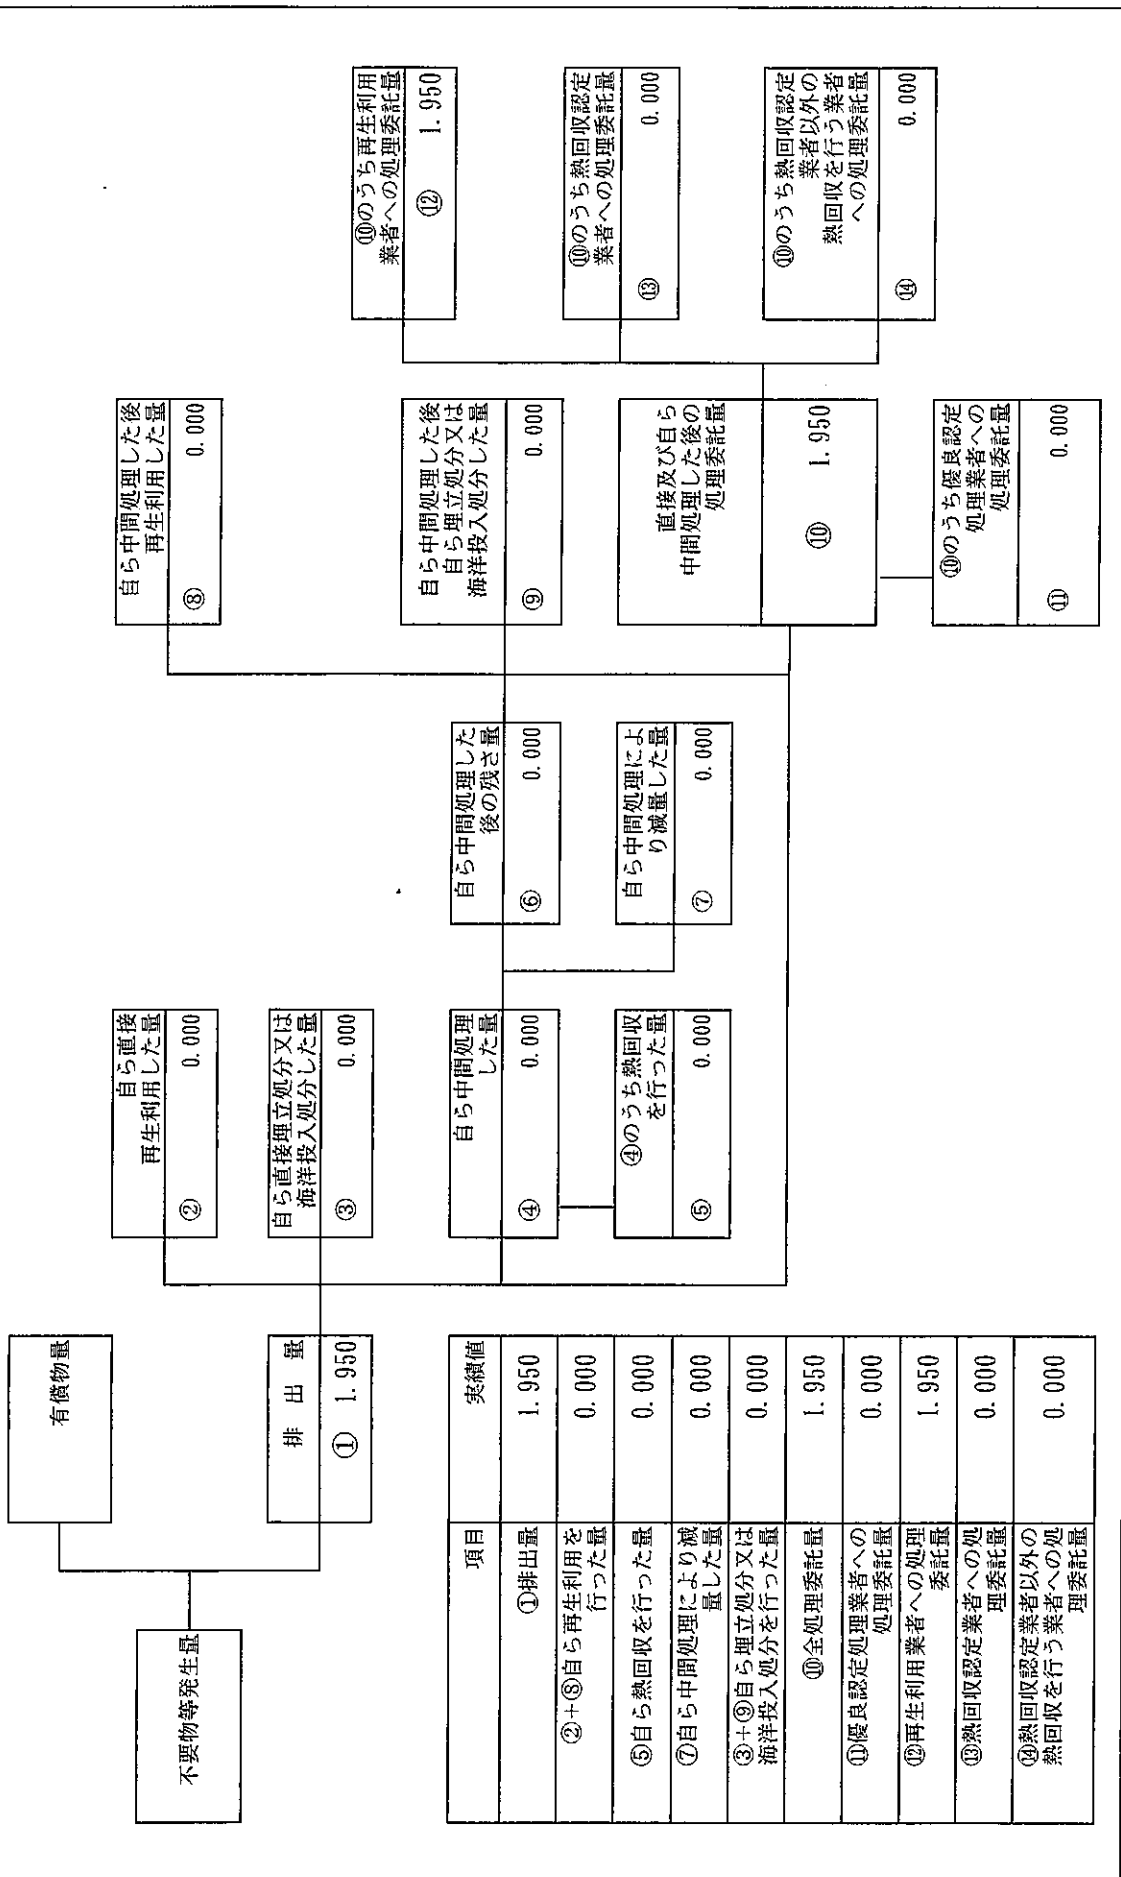 不要物等発生量
有償物量
排 出 量
① 1.950
自ら直接
再生利用した量
② 0.000
自ら直接埋立処分又は
海洋投入処分した量
③ 0.000
自ら中間処理
した量
④ 0.000
④のうち熱回収
を行った量
⑤ 0.000
自ら中間処理した
後の残さ量
⑥ 0.000
自ら中間処理によ
り減量した量
⑦ 0.000
自ら中間処理した後
再生利用した量
⑧ 0.000
自ら中間処理した後
自ら埋立処分又は
海洋投入処分した量
⑨ 0.000
直接及び自ら
中間処理した後の
処理委託量
⑩ 1.950
⑩のうち優良認定
処理業者への
処理委託量
⑪ 0.000
⑩のうち再生利用
業者への処理委託量
⑫ 1.950
⑩のうち熱回収認定
業者への処理委託量
⑬ 0.000
⑩のうち熱回収認定
業者以外の
熱回収を行う業者
への処理委託量
⑭ 0.000
項目 実績値
①排出量 1.950
②+⑧自ら再生利用を
行った量 0.000
⑤自ら熱回収を行った量 0.000
⑦自ら中間処理により減
量した量 0.000
③+⑨自ら埋立処分又は
海洋投入処分を行った量 0.000
⑩全処理委託量 1.950
⑪優良認定処理業者への
処理委託量 0.000
⑫再生利用業者への処理
委託量 1.950
⑬熱回収認定業者への処
理委託量 0.000
⑭熱回収認定業者以外の
熱回収を行う業者への処
理委託量 0.000